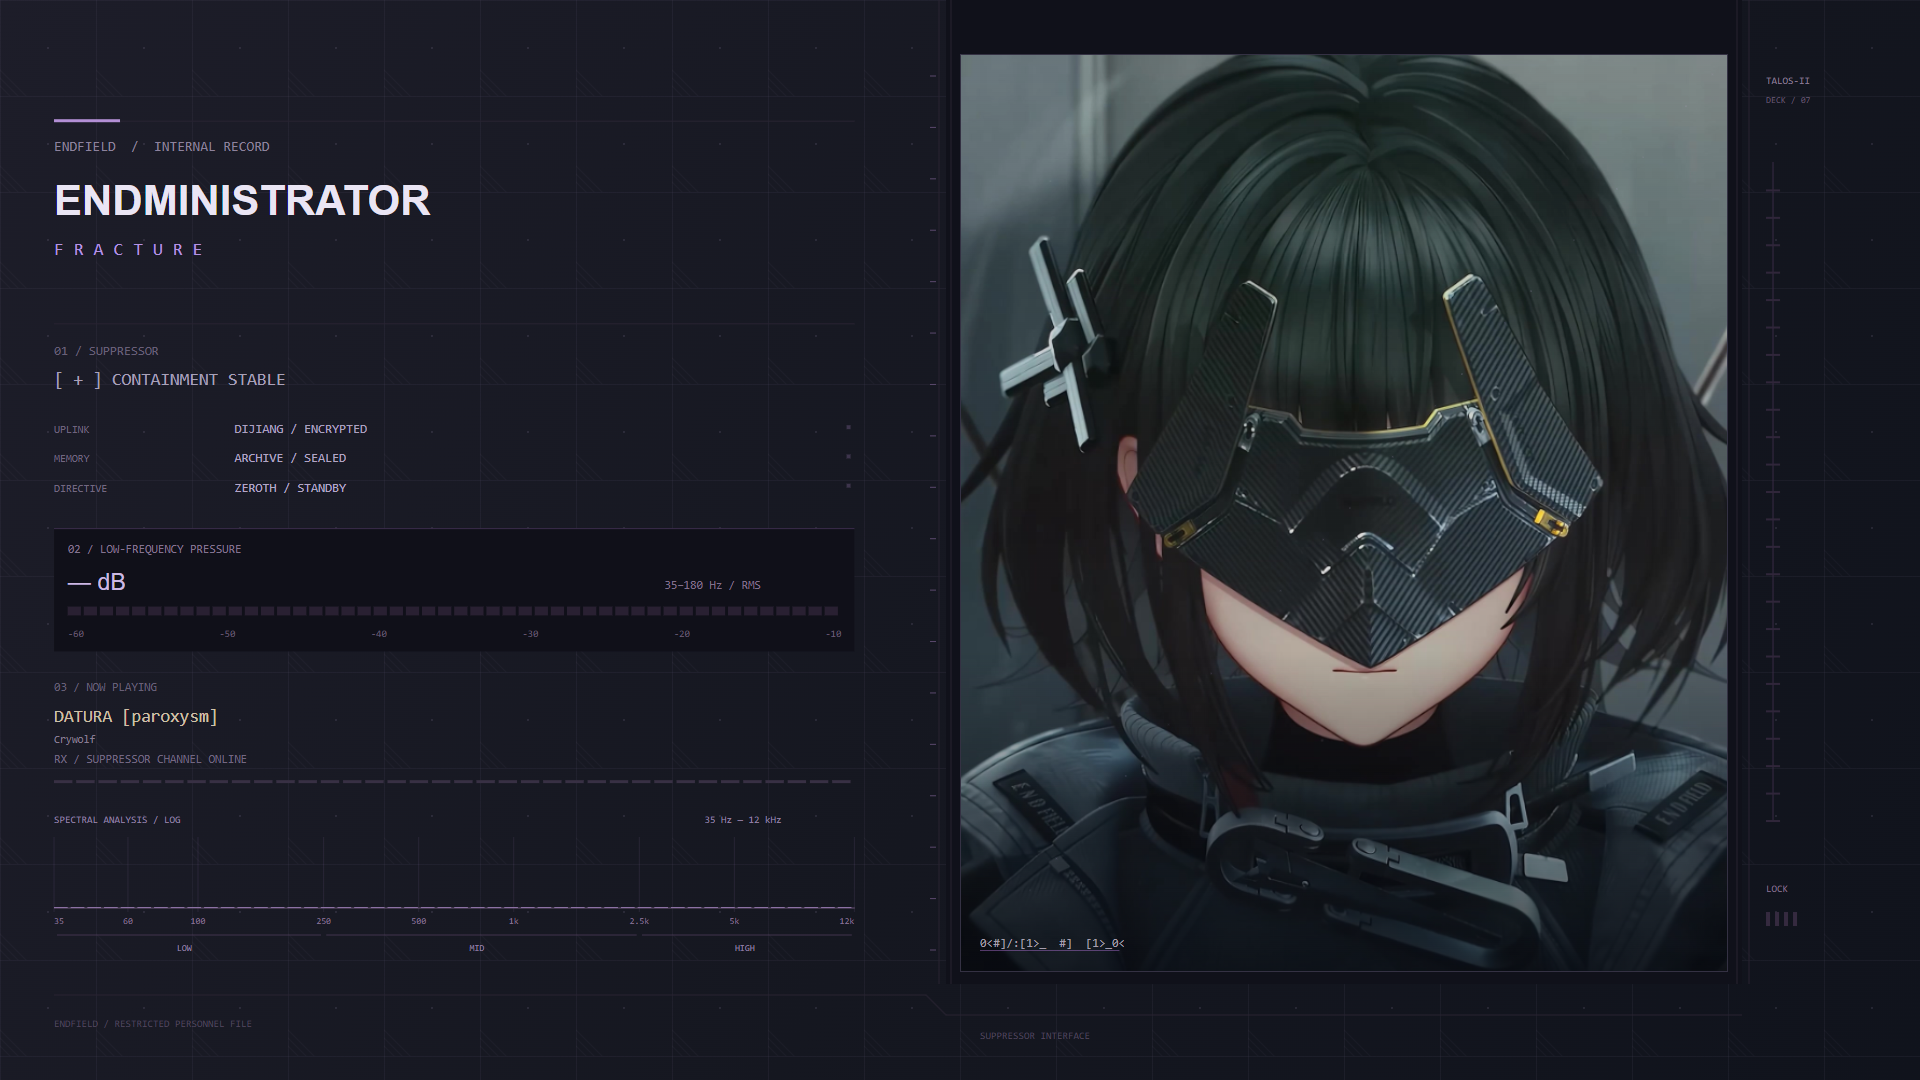 ENDFIELD / INTERNAL RECORD
ENDMINISTRATOR
FRACTURE
01 / SUPPRESSOR
[ + ] CONTAINMENT STABLE
UPLINK DIJIANG / ENCRYPTED
MEMORY ARCHIVE / SEALED
DIRECTIVE ZEROTH / STANDBY
02 / LOW-FREQUENCY PRESSURE
— dB 35–180 Hz / RMS
-60 -50 -40 -30 -20 -10
03 / NOW PLAYING
DATURA [paroxysm]
Crywolf
RX / SUPPRESSOR CHANNEL ONLINE
SPECTRAL ANALYSIS / LOG 35 Hz — 12 kHz
35 60 100 250 500 1k 2.5k 5k 12k
LOW MID HIGH
ENDFIELD / RESTRICTED PERSONNEL FILE
ENDFIELD
ENDFIELD
0<#]/:[1>_ #] [1>_0<
SUPPRESSOR INTERFACE
TALOS-II
DECK / 07
LOCK